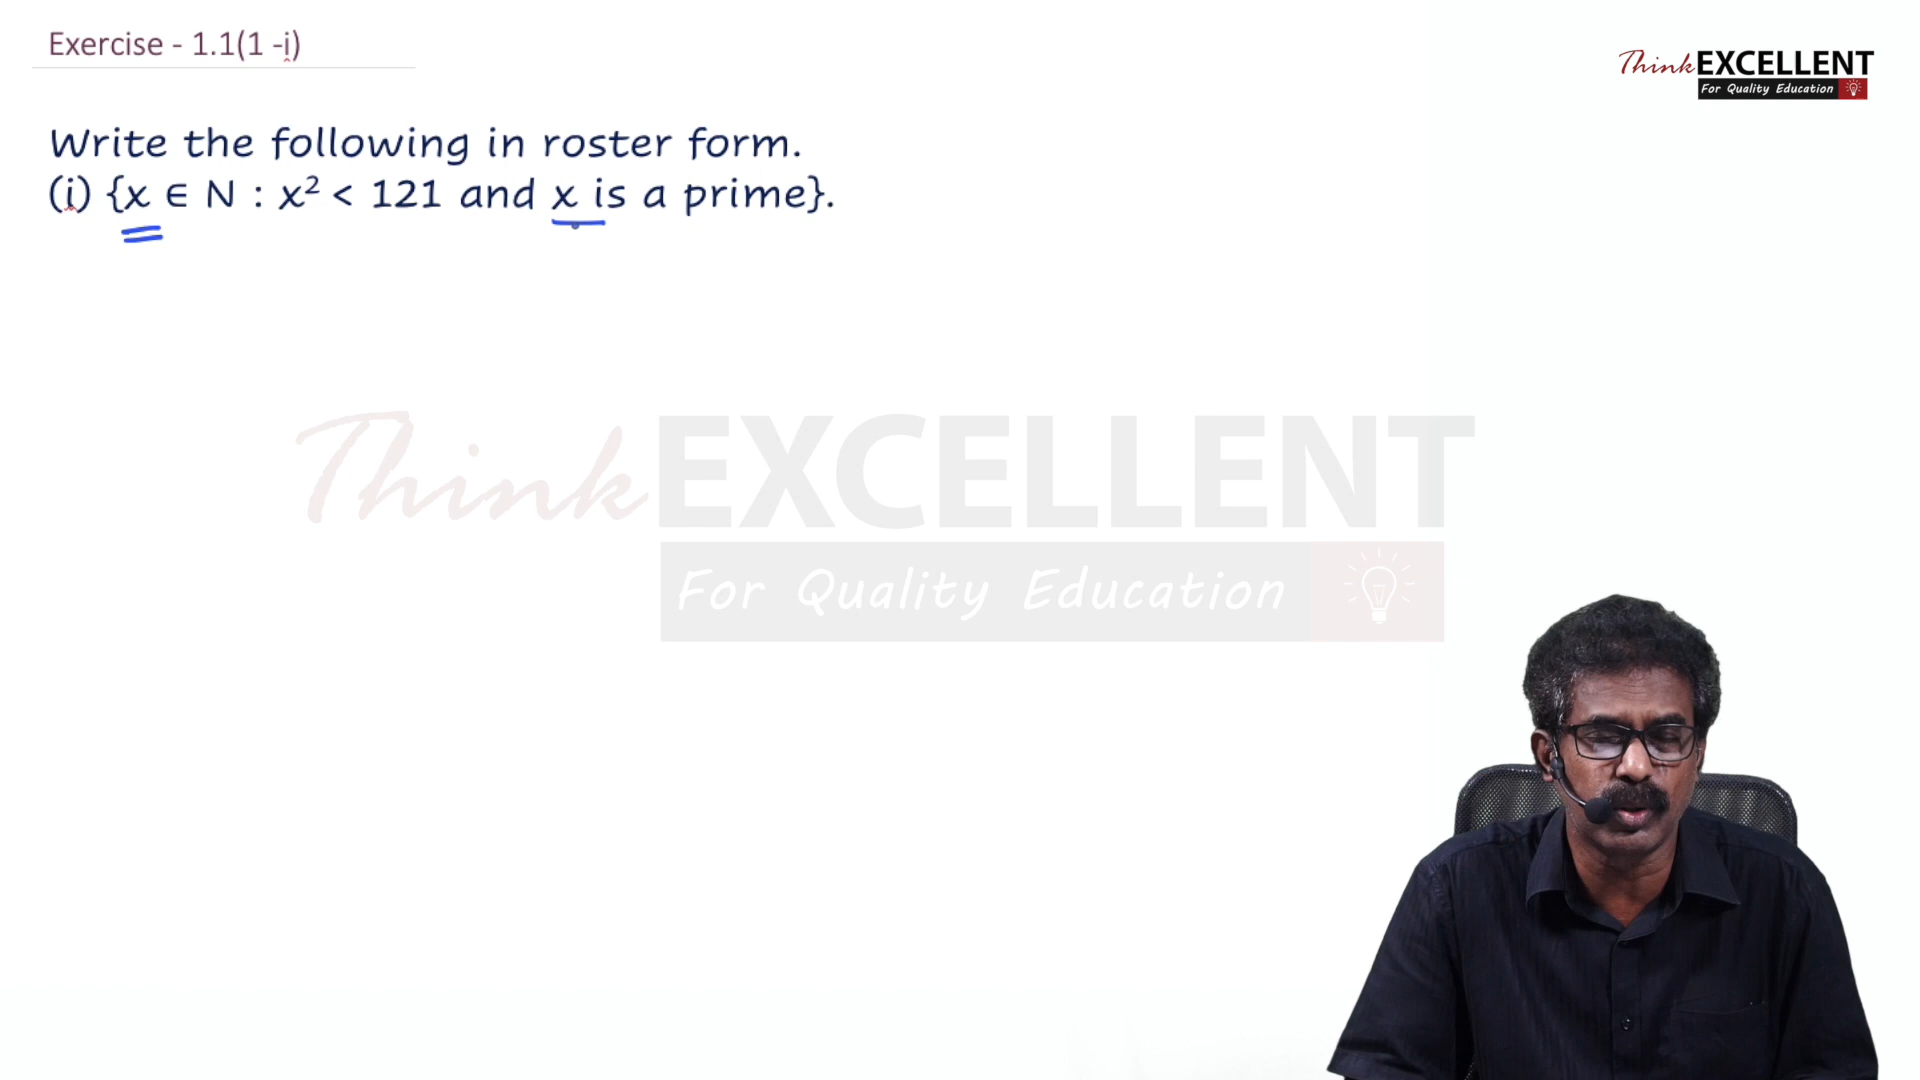 Exercise - 1.1(1 -i)
ThinkEXCELLENT
For Quality Education
Write the following in roster form.
(i) {x ∈ N : x² < 121 and x is a prime}.
ThinkEXCELLENT
For Quality Education